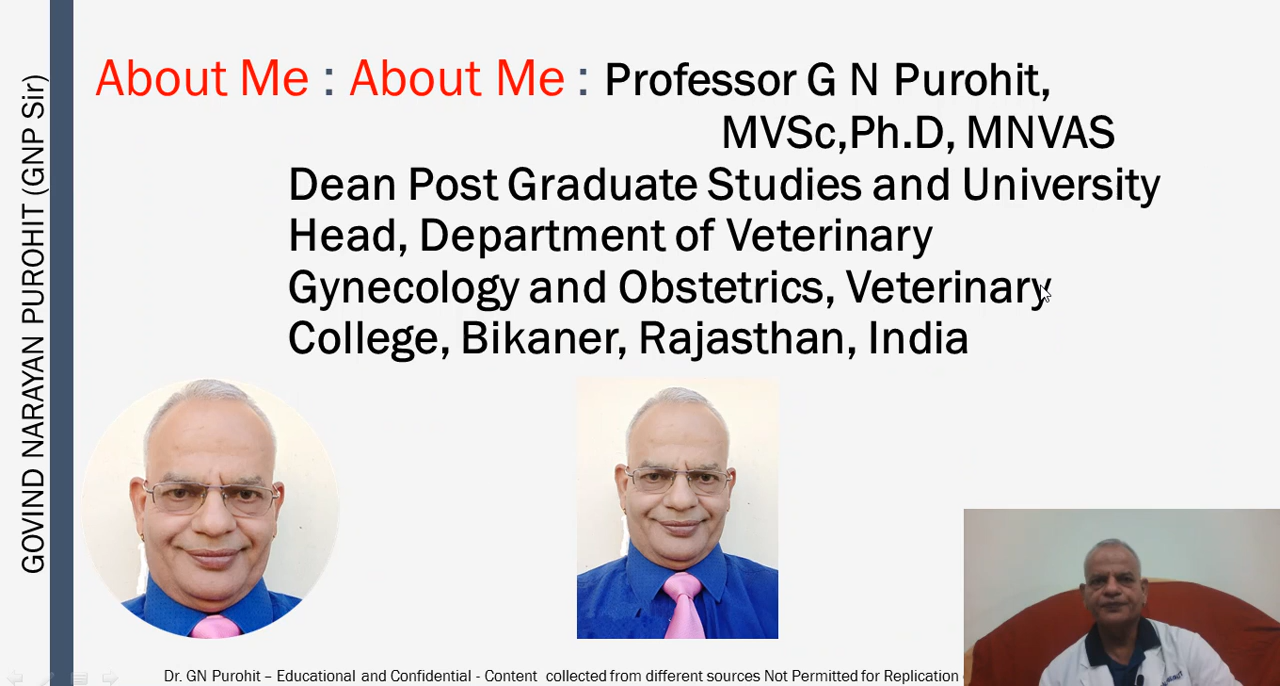 GOVIND NARAYAN PUROHIT (GNP Sir)
About Me : About Me : Professor G N Purohit,
MVSc,Ph.D, MNVAS
Dean Post Graduate Studies and University
Head, Department of Veterinary
Gynecology and Obstetrics, Veterinary
College, Bikaner, Rajasthan, India
Dr. GN Purohit – Educational and Confidential - Content collected from different sources Not Permitted for Replication